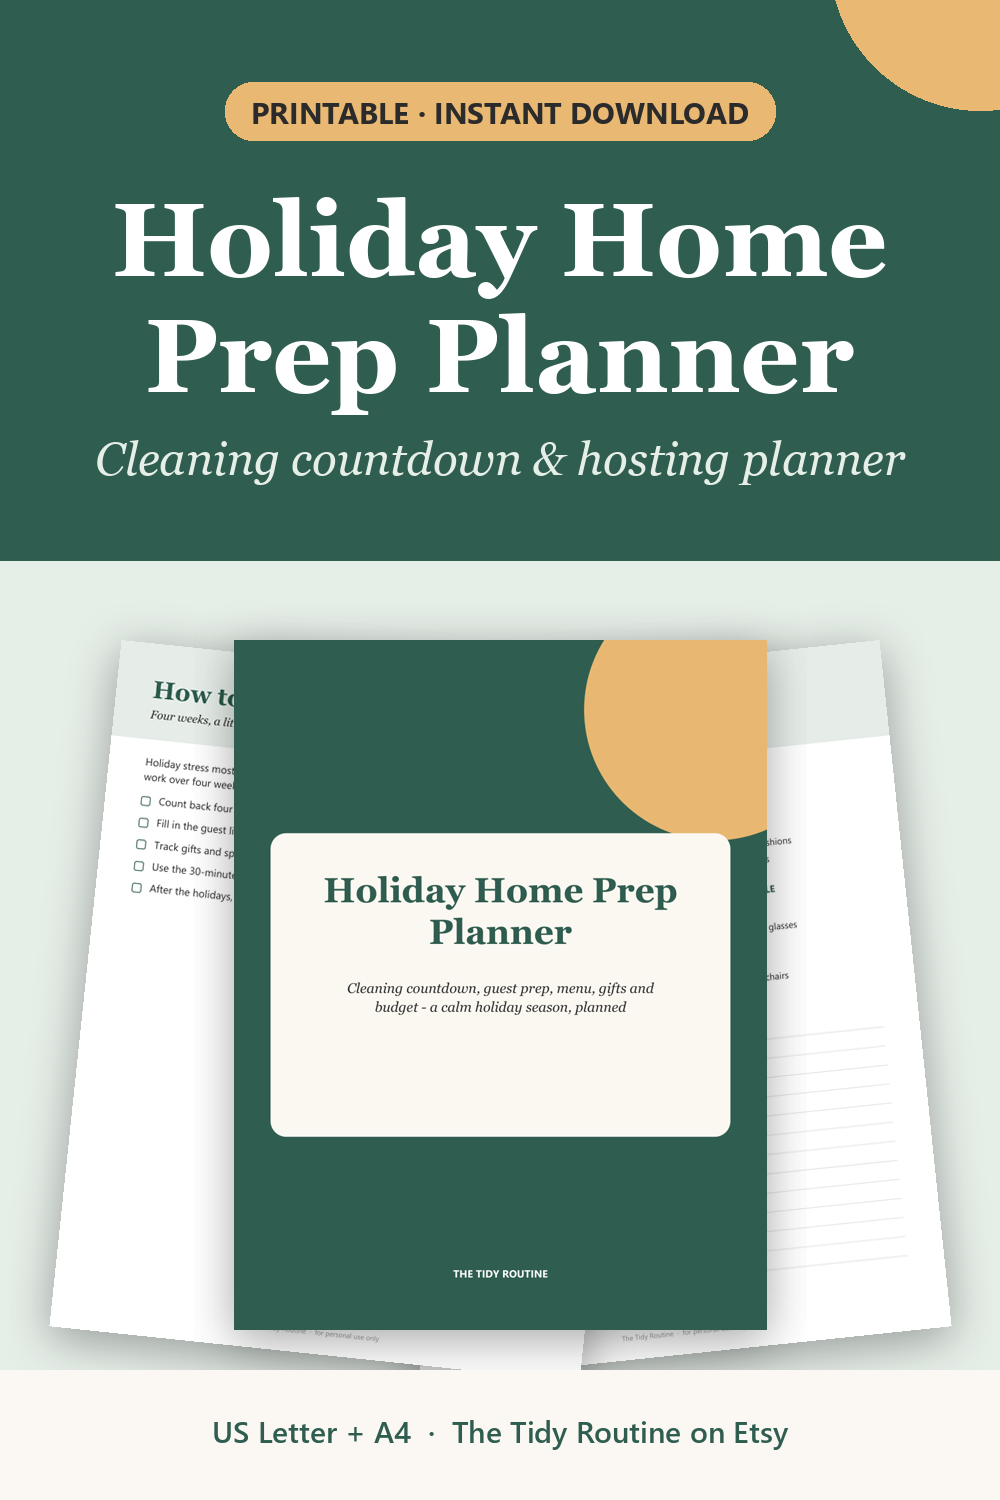 PRINTABLE · INSTANT DOWNLOAD
Holiday Home
Prep Planner
Cleaning countdown & hosting planner
How to
Four weeks, a lit
Holiday stress most
work over four week
Count back four
Fill in the guest li
Track gifts and sp
Use the 30-minute
After the holidays,
Holiday Home Prep
Planner
Cleaning countdown, guest prep, menu, gifts and
budget - a calm holiday season, planned
THE TIDY ROUTINE
glasses
chairs
Routine · for personal use only
The Tidy Routine · for personal
US Letter + A4 · The Tidy Routine on Etsy